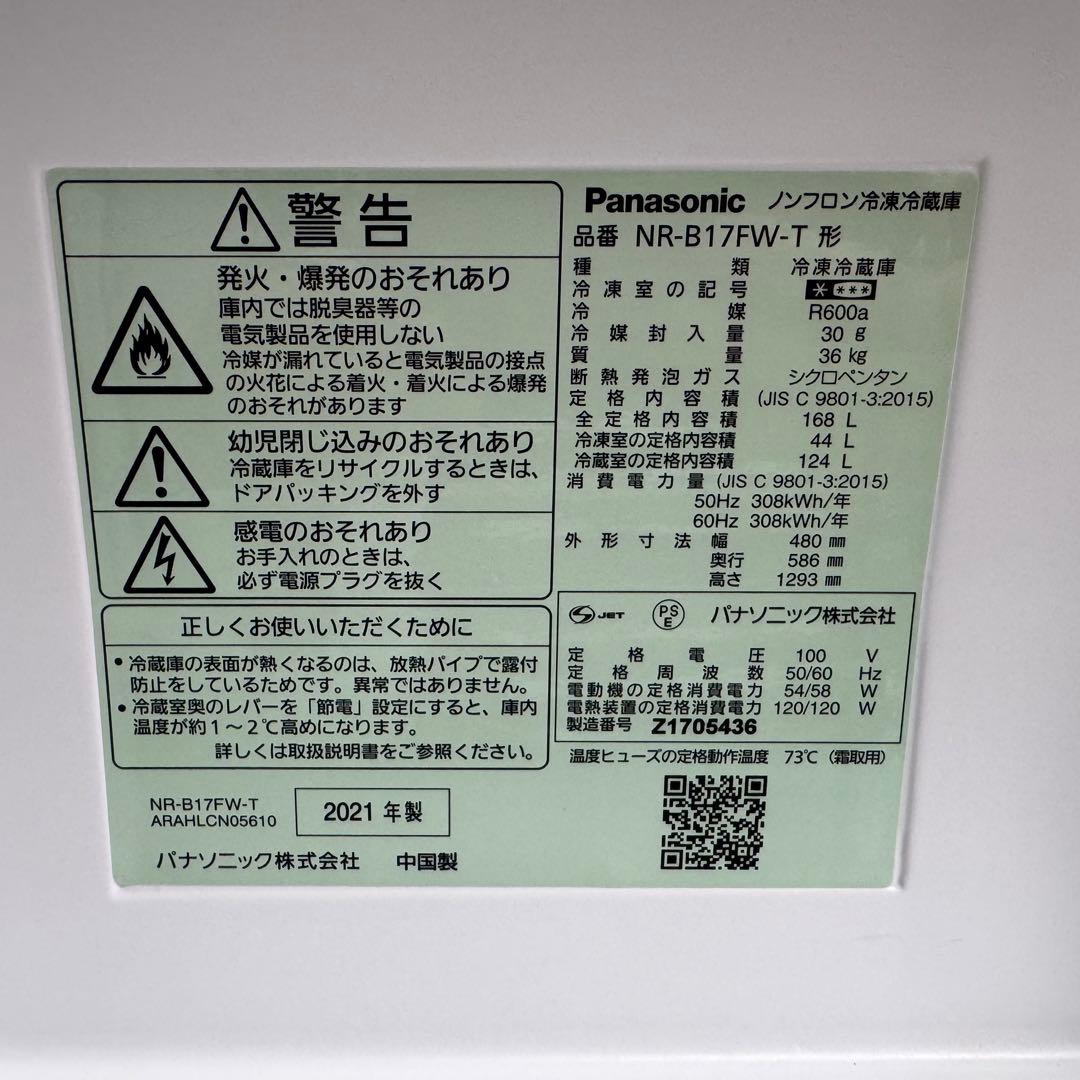 警告
発火・爆発のおそれあり
庫内では脱臭器等の
電気製品を使用しない
冷媒が漏れていると電気製品の接点
の火花による着火・着火による爆発
のおそれがあります
幼児閉じ込みのおそれあり
冷蔵庫をリサイクルするときは、
ドアパッキングを外す
感電のおそれあり
お手入れのときは、
必ず電源プラグを抜く
正しくお使いいただくために
・冷蔵庫の表面が熱くなるのは、放熱パイプで露付
防止をしているためです。異常ではありません。
・冷蔵室奥のレバーを「節電」設定にすると、庫内
温度が約1～2℃高めになります。
詳しくは取扱説明書をご参照ください。
NR-B17FW-T
ARAHLCN05610
2021 年製
パナソニック株式会社 中国製
Panasonic ノンフロン冷凍冷蔵庫
品番 NR-B17FW-T 形
種類 冷凍冷蔵庫
冷凍室の記号 * ***
冷媒 R600a
冷媒封入量 30 g
質量 36 kg
断熱発泡ガス シクロペンタン
定格内容積 (JIS C 9801-3:2015)
全定格内容積 168 L
冷凍室の定格内容積 44 L
冷蔵室の定格内容積 124 L
消費電力量 (JIS C 9801-3:2015)
50Hz 308kWh/年
60Hz 308kWh/年
外形寸法 幅 480 mm
奥行 586 mm
高さ 1293 mm
S JET PS E パナソニック株式会社
定格電圧 100 V
定格周波数 50/60 Hz
電動機の定格消費電力 54/58 W
電熱装置の定格消費電力 120/120 W
製造番号 Z1705436
温度ヒューズの定格動作温度 73℃（霜取用）